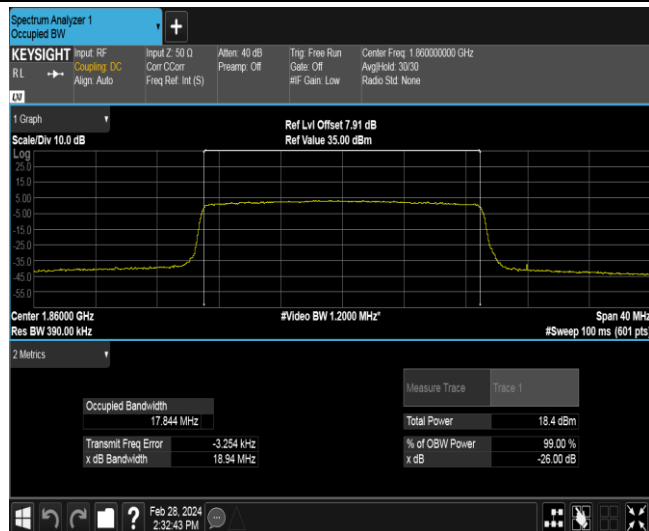 Spectrum Analyzer 1
Occupied BW
+
KEYSIGHT Input: RF Input Z: 50 Ω Atten: 40 dB Trig: Free Run Center Freq: 1.860000000 GHz
RL Coupling: DC Corr CCorr Preamp: Off Gate: Off Avg|Hold: 30/30
Align: Auto Freq Ref: Int (S) #IF Gain: Low Radio Std: None
LXI
1 Graph
Ref Lvl Offset 7.91 dB
Scale/Div 10.0 dB Ref Value 35.00 dBm
Log
25.0
15.0
5.00
-5.00
-15.0
-25.0
-35.0
-45.0
-55.0
Center 1.86000 GHz #Video BW 1.2000 MHz* Span 40 MHz
Res BW 390.00 kHz #Sweep 100 ms (601 pts)
2 Metrics
Measure Trace Trace 1
Occupied Bandwidth
17.844 MHz Total Power 18.4 dBm
Transmit Freq Error -3.254 kHz % of OBW Power 99.00 %
x dB Bandwidth 18.94 MHz x dB -26.00 dB
? Feb 28, 2024
2:32:43 PM